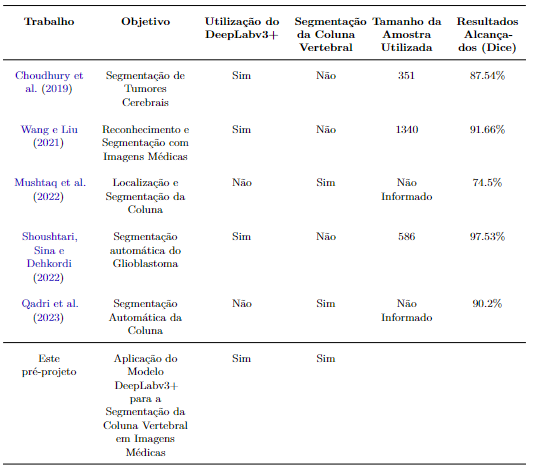 Trabalho Objetivo Utilização do DeepLabv3+ Segmentação da Coluna Vertebral Tamanho da Amostra Utilizada Resultados Alcança-dos (Dice)
Choudhury et al. (2019) Segmentação de Tumores Cerebrais Sim Não 351 87.54%
Wang e Liu (2021) Reconhecimento e Segmentação com Imagens Médicas Sim Não 1340 91.66%
Mushtaq et al. (2022) Localização e Segmentação da Coluna Não Sim Não Informado 74.5%
Shoushtari, Sina e Dehkordi (2022) Segmentação automática do Glioblastoma Sim Não 586 97.53%
Qadri et al. (2023) Segmentação Automática da Coluna Não Sim Não Informado 90.2%
Este pré-projeto Aplicação do Modelo DeepLabv3+ para a Segmentação da Coluna Vertebral em Imagens Médicas Sim Sim